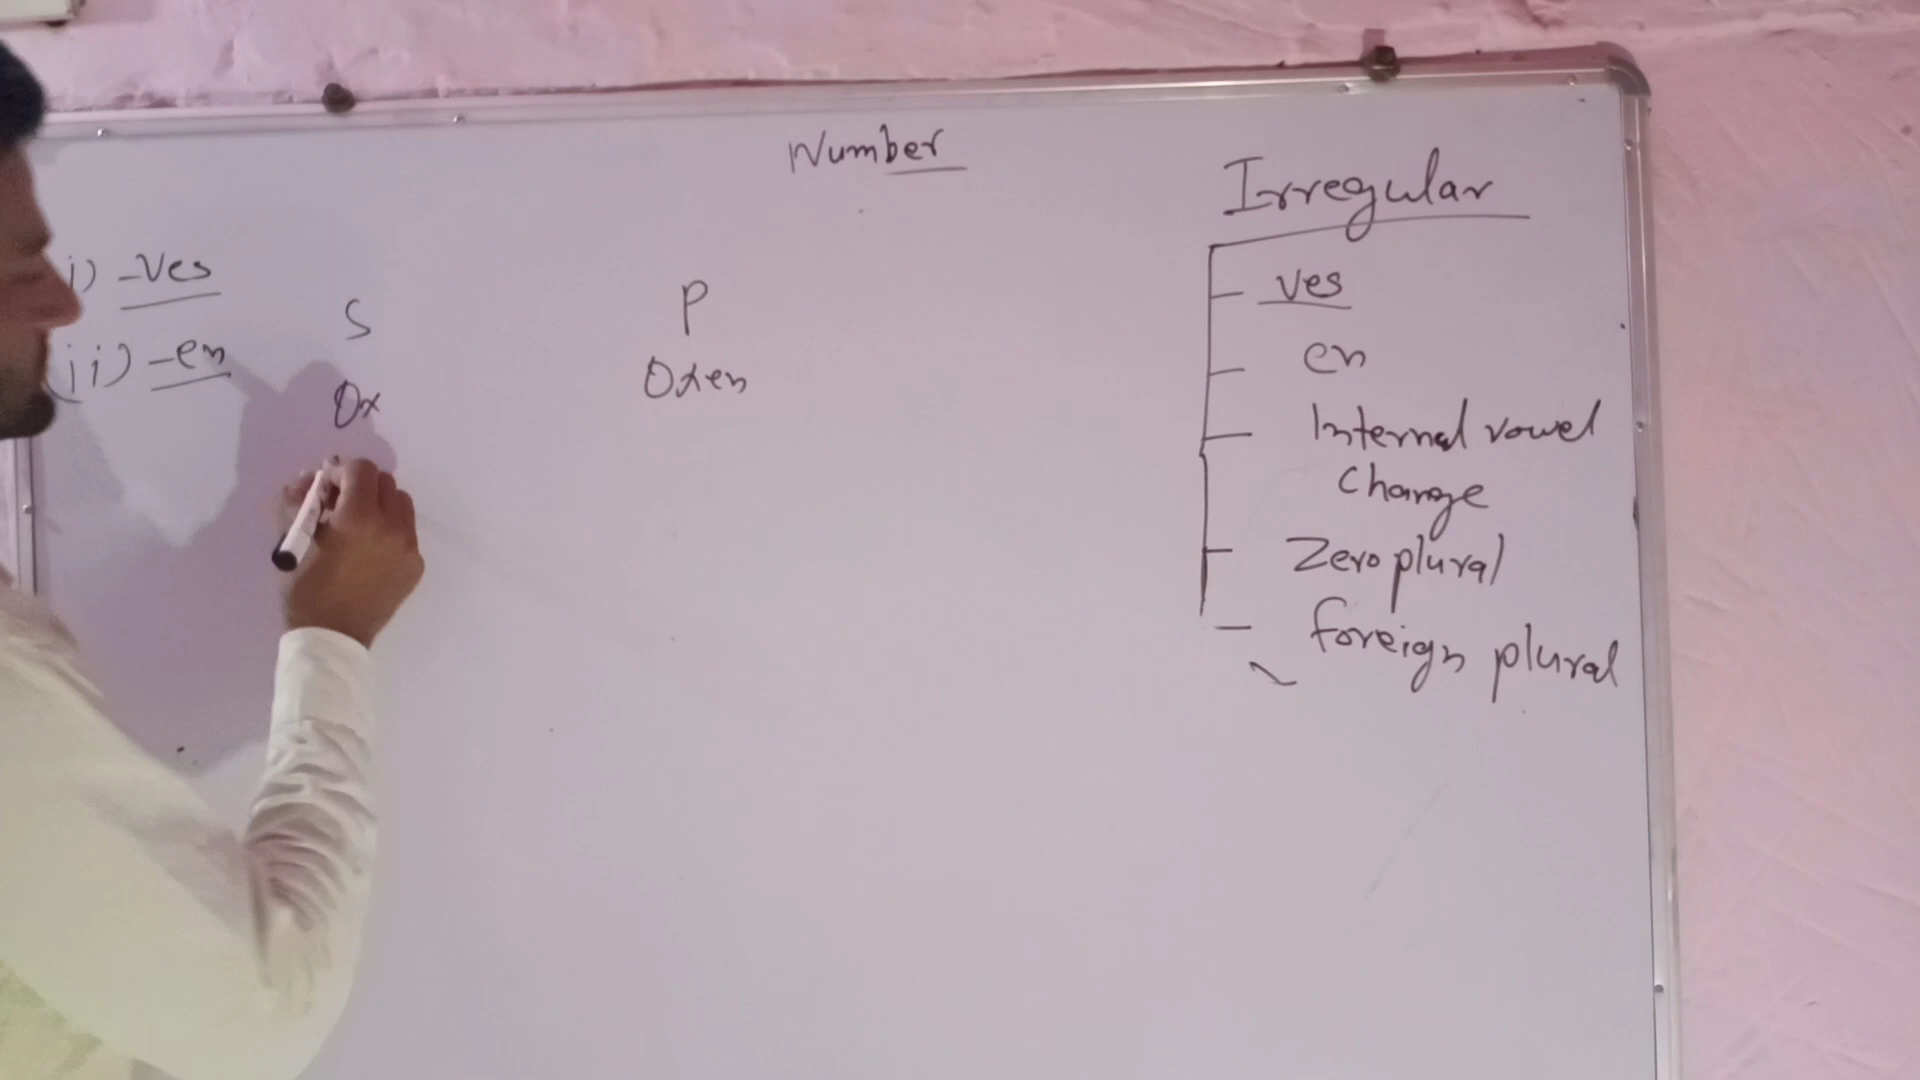 Number
i) -ves
S P
(ii) -en
Ox Oxen
Irregular
ves
en
Internal vowel
change
Zero plural
foreign plural